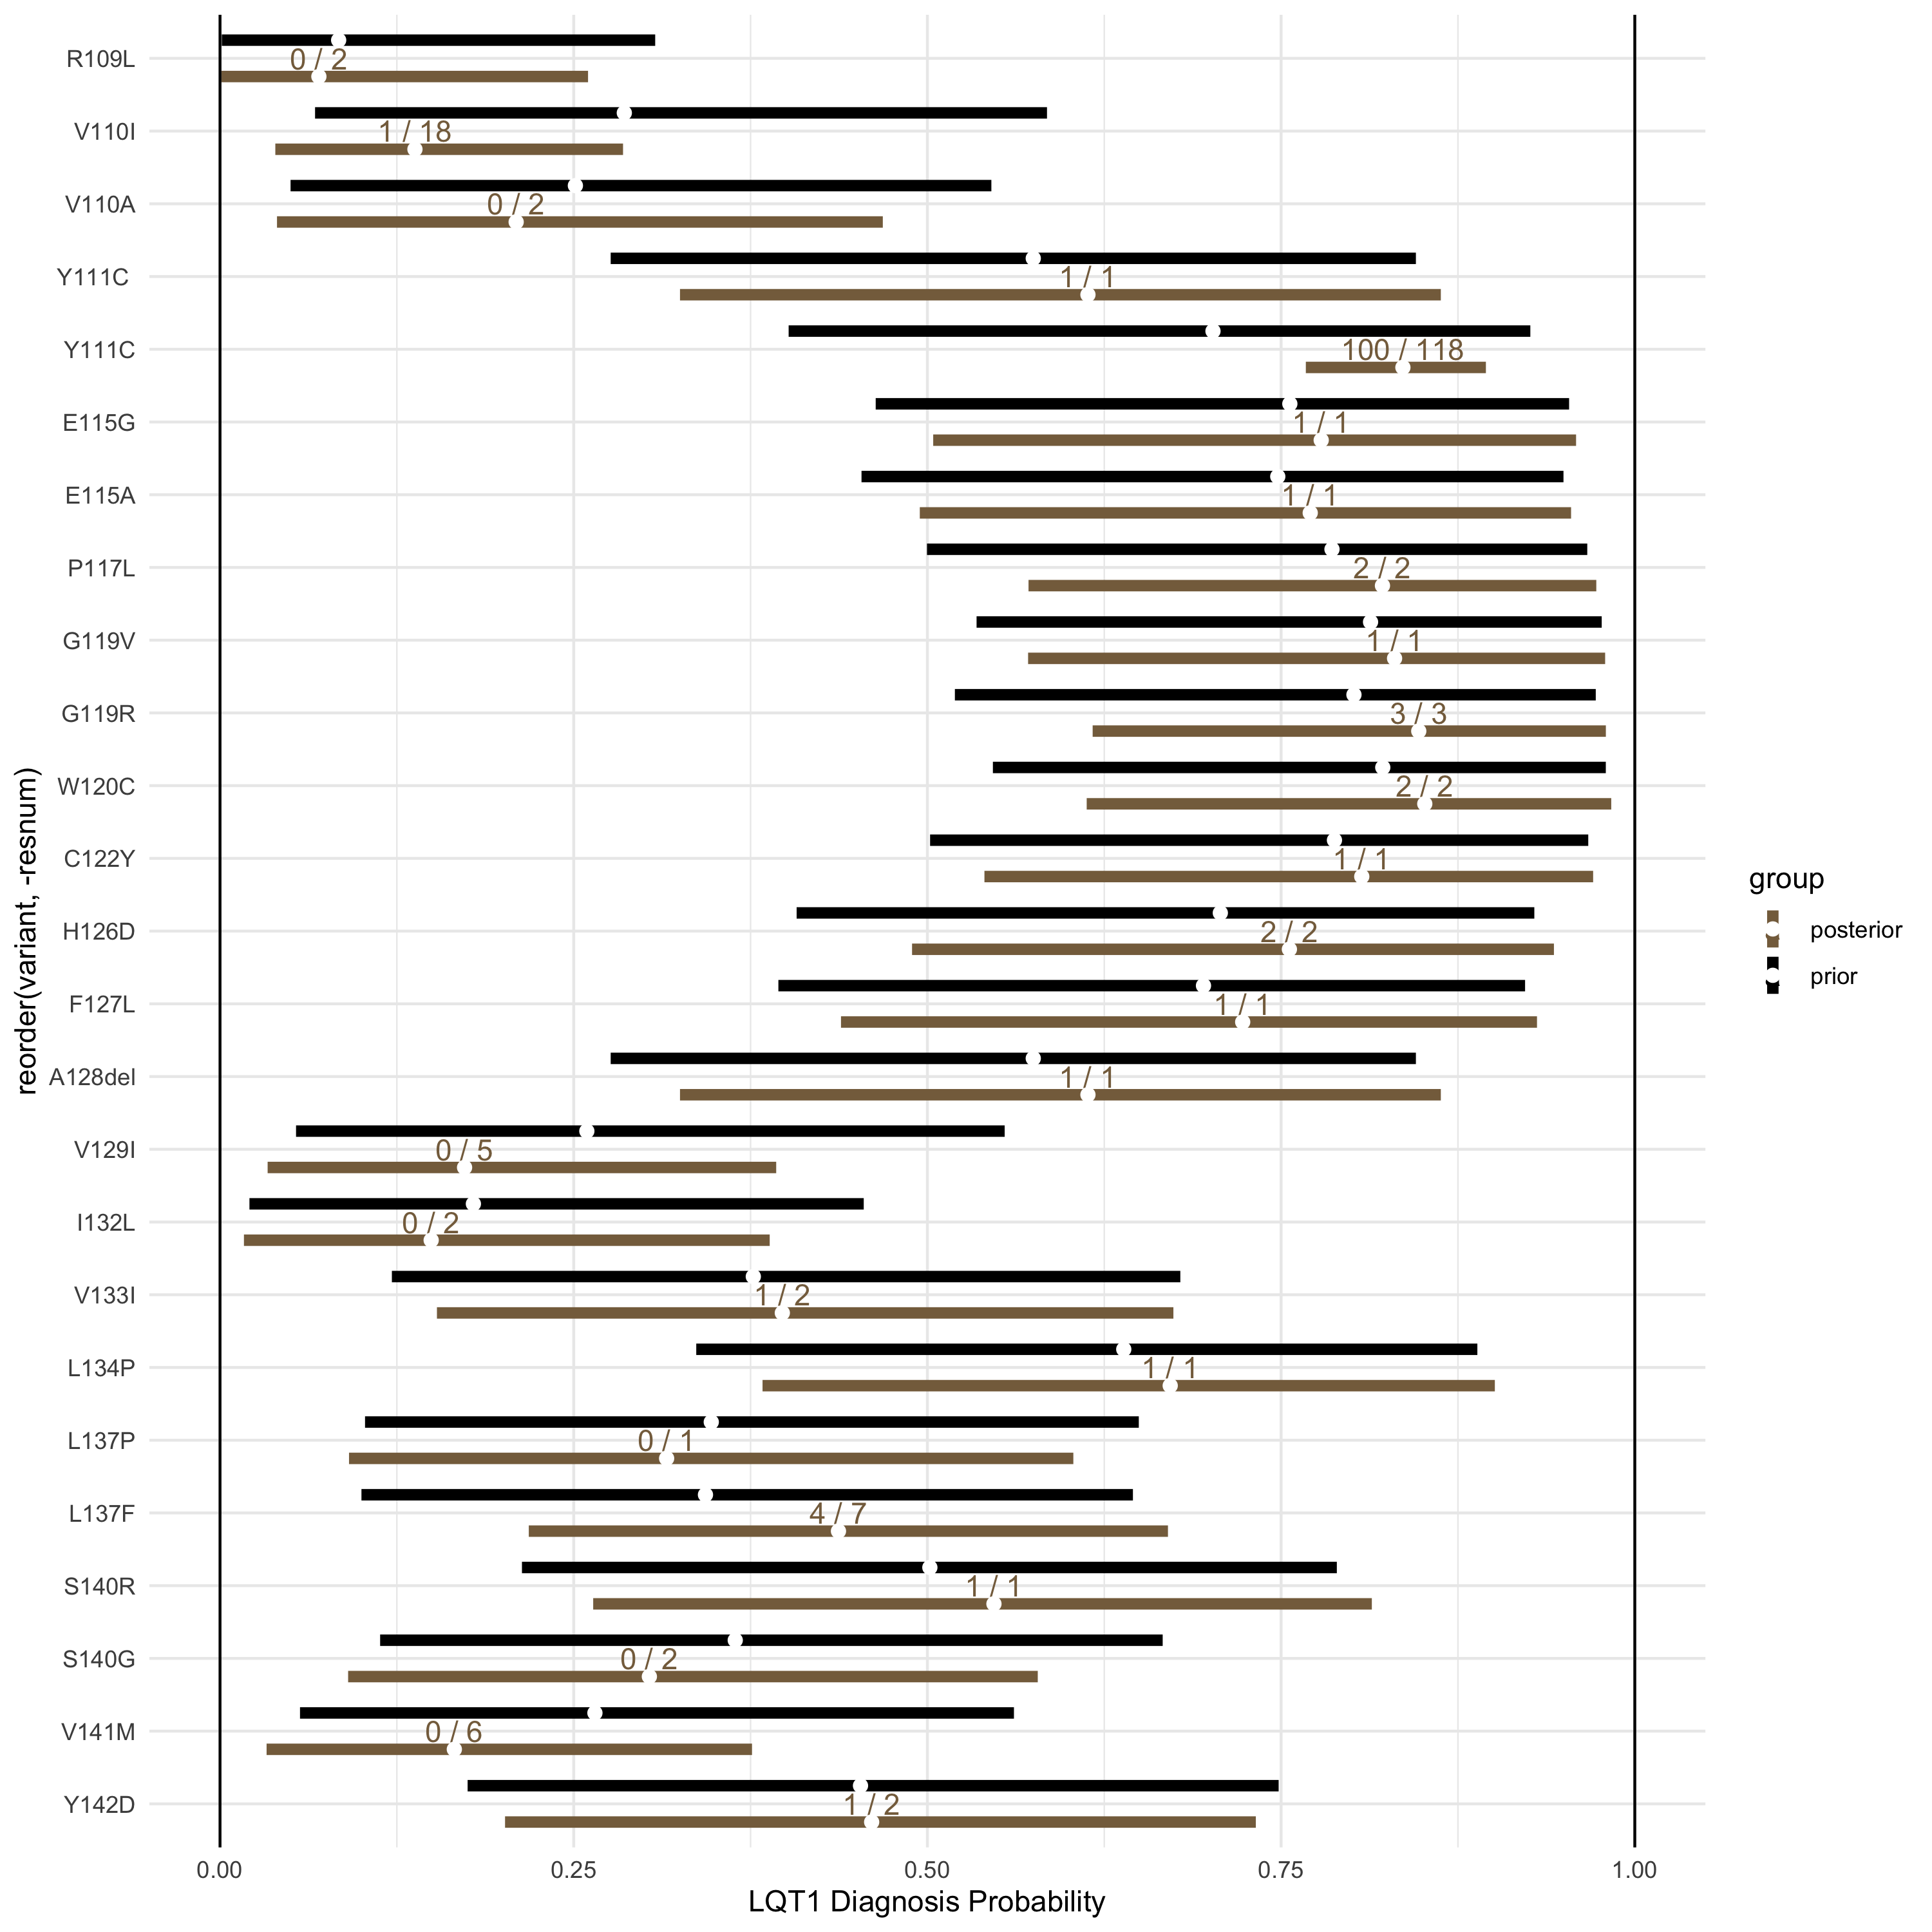 R109L
0 / 2
V110I
1 / 18
V110A
0 / 2
Y111C
1 / 1
Y111C
100 / 118
E115G
1 / 1
E115A
1 / 1
P117L
2 / 2
G119V
1 / 1
G119R
3 / 3
W120C
2 / 2
C122Y
1 / 1
H126D
2 / 2
F127L
1 / 1
A128del
1 / 1
V129I
0 / 5
I132L
0 / 2
V133I
1 / 2
L134P
1 / 1
L137P
0 / 1
L137F
4 / 7
S140R
1 / 1
S140G
0 / 2
V141M
0 / 6
Y142D
1 / 2
reorder(variant, -resnum)
0.00 0.25 0.50 0.75 1.00
LQT1 Diagnosis Probability
group
posterior
prior